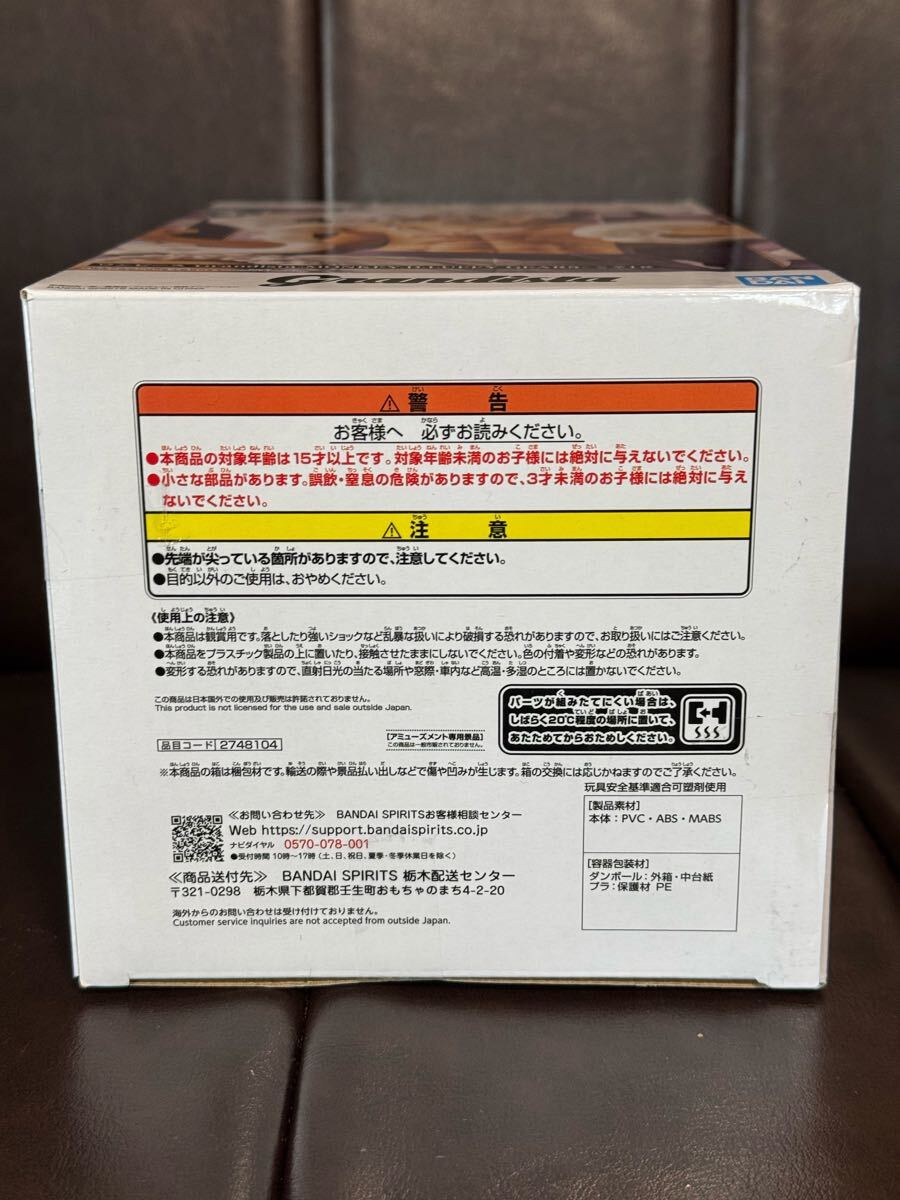 Grandista
BAN
DAI
⚠警告
お客様へ 必ずお読みください。
●本商品の対象年齢は15才以上です。対象年齢未満のお子様には絶対に与えないでください。
●小さな部品があります。誤飲・窒息の危険がありますので、3才未満のお子様には絶対に与え
ないでください。
⚠注意
●先端が尖っている箇所がありますので、注意してください。
●目的以外のご使用は、おやめください。
《使用上の注意》
●本商品は観賞用です。落としたり強いショックなど乱暴な扱いにより破損する恐れがありますので、お取り扱いにはご注意ください。
●本商品をプラスチック製品の上に置いたり、接触させたままにしないでください。色の付着や変形などの恐れがあります。
●変形する恐れがありますので、直射日光の当たる場所や窓際・車内など高温・多湿のところには置かないでください。
この商品は日本国外での使用及び販売は許諾されておりません。
This product is not licensed for the use and sale outside Japan.
パーツが組みたてにくい場合は、
しばらく20℃程度の場所に置いて、
あたためてからおためしください。
品目コード 2748104
[アミューズメント専用景品]
この商品は一般市販されておりません。
※本商品の箱は梱包材です。輸送の際や景品払い出しなどで傷や凹みが生じます。箱の交換には応じかねますのでご了承ください。
玩具安全基準適合可塑剤使用
[製品素材]
本体：PVC・ABS・MABS
[容器包装材]
ダンボール：外箱・中台紙
プラ：保護材 PE
≪お問い合わせ先≫ BANDAI SPIRITSお客様相談センター
Web https://support.bandaispirits.co.jp
ナビダイヤル 0570-078-001
●受付時間 10時〜17時（土、日、祝日、夏季・冬季休業日を除く）
≪商品送付先≫ BANDAI SPIRITS 栃木配送センター
〒321-0298 栃木県下都賀郡壬生町おもちゃのまち4-2-20
海外からのお問い合わせは受け付けておりません。
Customer service inquiries are not accepted from outside Japan.